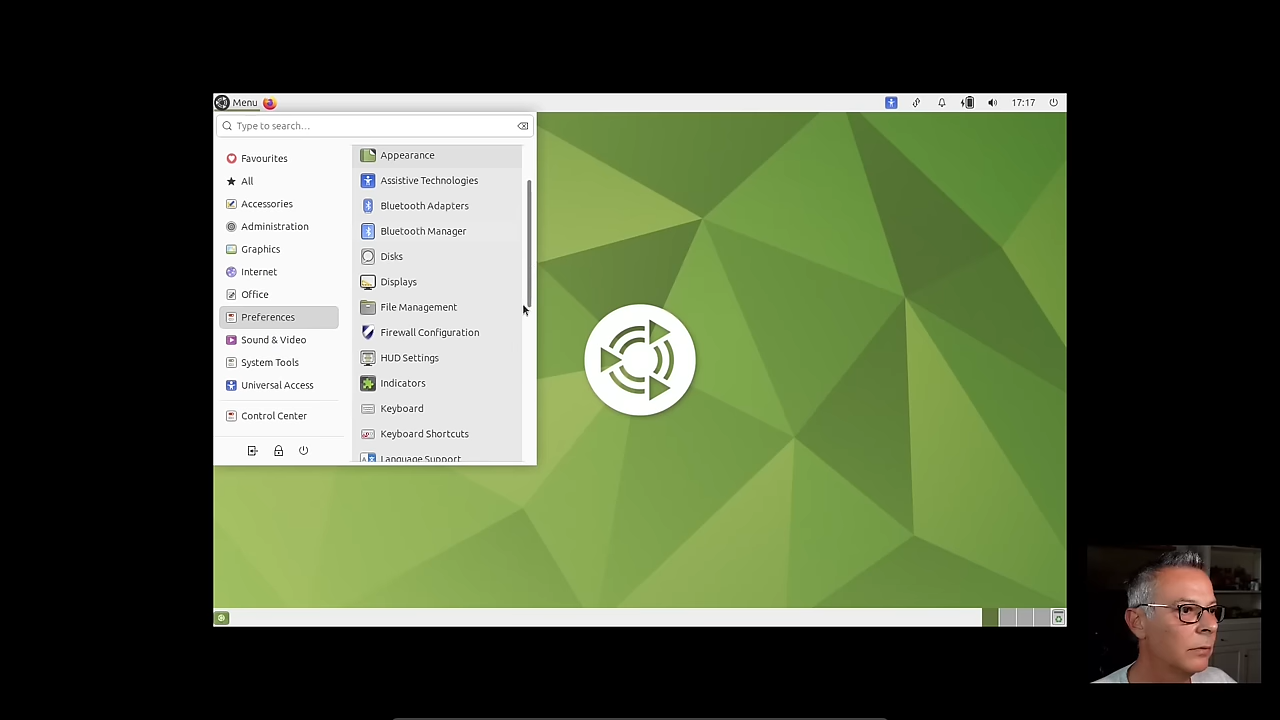 Menu
17:17
Type to search...
Favourites
All
Accessories
Administration
Graphics
Internet
Office
Preferences
Sound & Video
System Tools
Universal Access
Control Center
Appearance
Assistive Technologies
Bluetooth Adapters
Bluetooth Manager
Disks
Displays
File Management
Firewall Configuration
HUD Settings
Indicators
Keyboard
Keyboard Shortcuts
Language Support